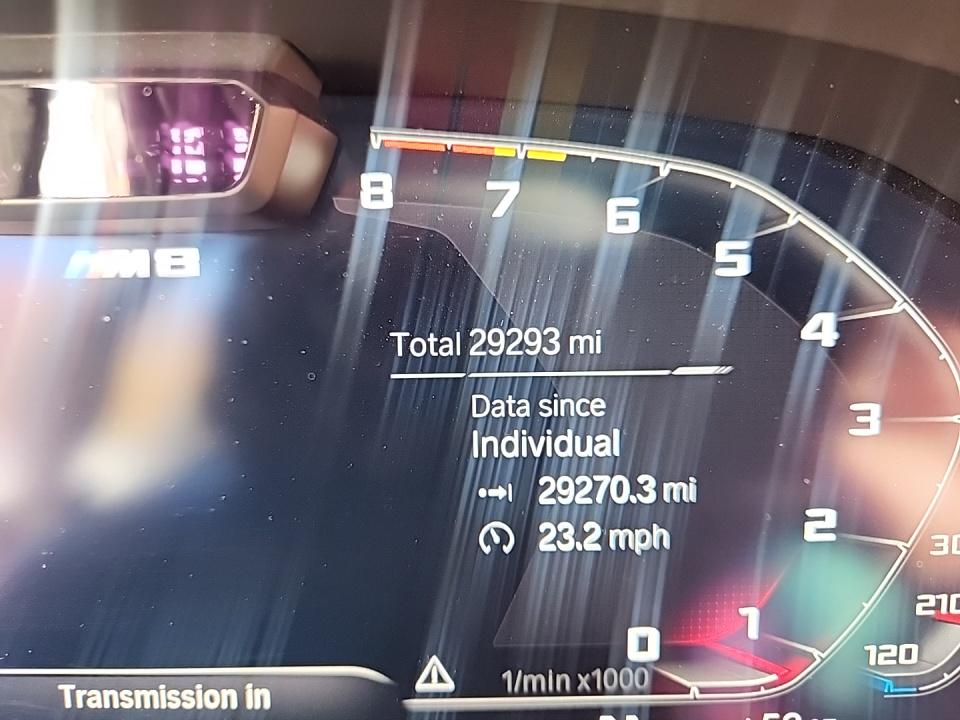 M8
8
7
6
5
4
Total 29293 mi
3
Data since
Individual
29270.3 mi
2
23.2 mph
30
210
1
0
120
1/min x1000
Transmission in